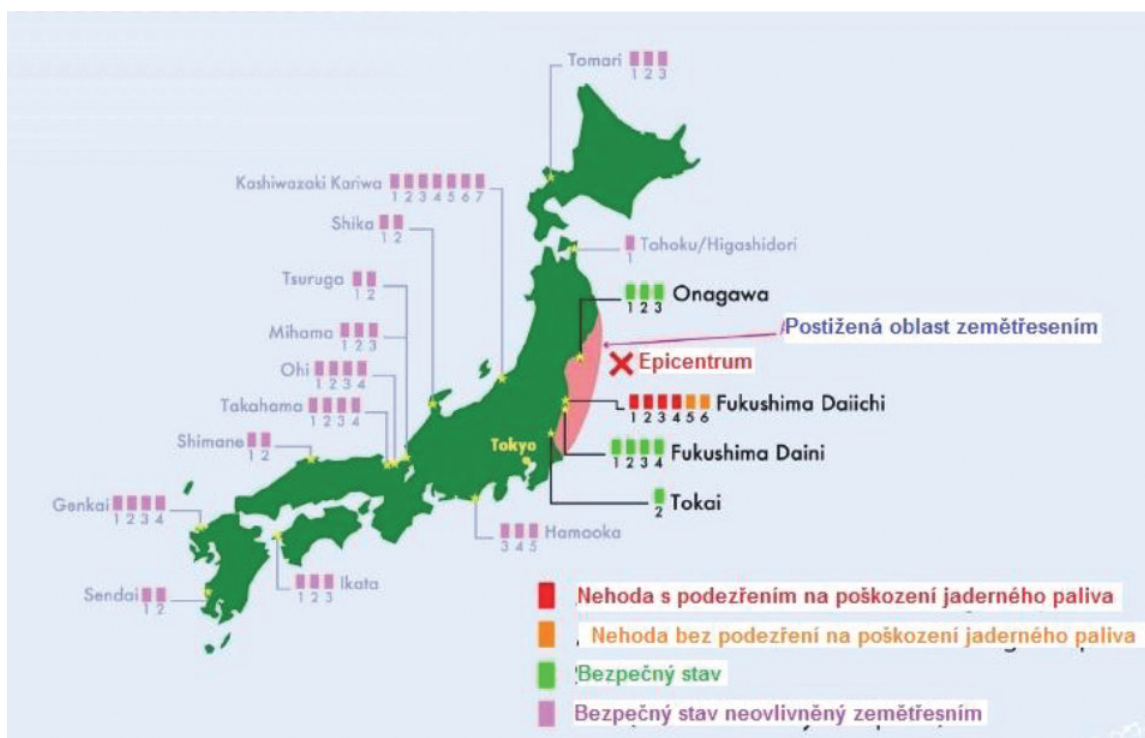 Tomari
1 2 3
Kashiwazaki Kariwa
1 2 3 4 5 6 7
Shika
1 2
Tohoku/Higashidori
1
Tsuruga
1 2
Onagawa
1 2 3
Mihama
1 2 3
Postižená oblast zemětřesením
Epicentrum
Ohi
1 2 3 4
Takahama
1 2 3 4
Fukushima Daiichi
1 2 3 4 5 6
Shimane
1 2
Tokyo
Fukushima Daini
1 2 3 4
Genkai
1 2 3 4
Tokai
2
Hamaoka
3 4 5
Ikata
1 2 3
Sendai
1 2
Nehoda s podezřením na poškození jaderného paliva
Nehoda bez podezření na poškození jaderného paliva
Bezpečný stav
Bezpečný stav neovlivněný zemětřesním